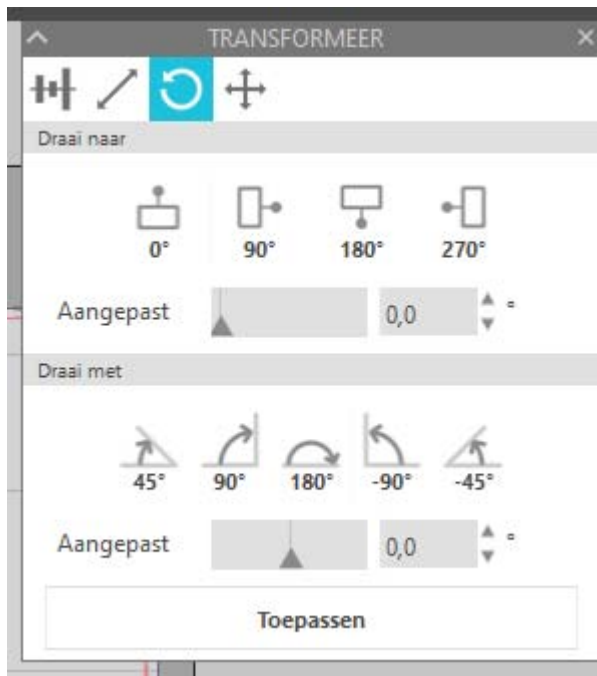 TRANSFORMEER
Draai naar
0° 90° 180° 270°
Aangepast 0,0 °
Draai met
45° 90° 180° -90° -45°
Aangepast 0,0 °
Toepassen